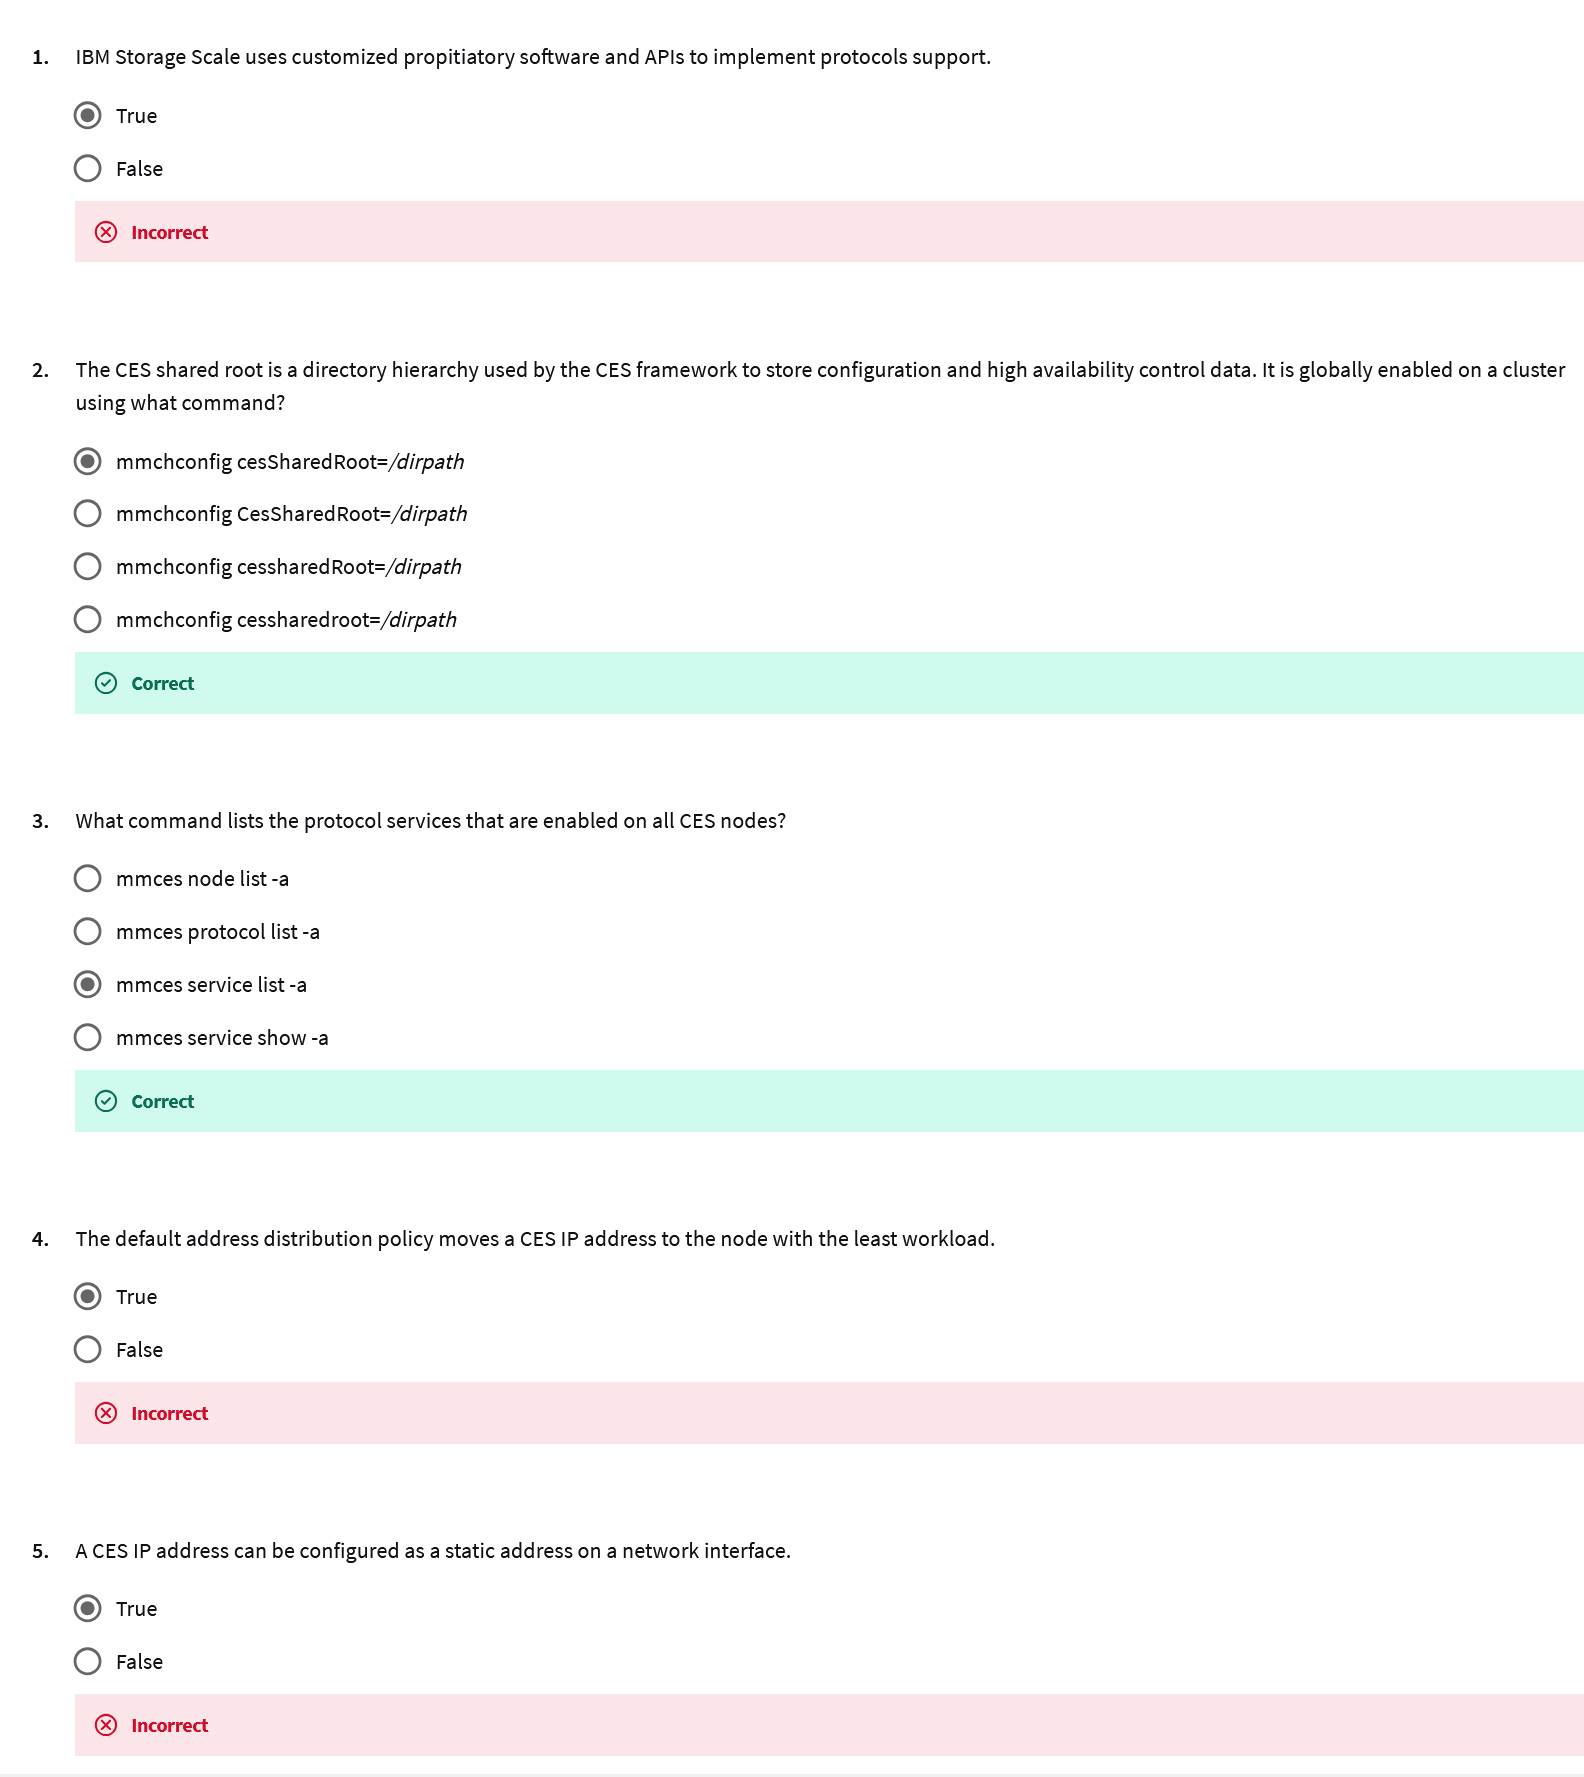 1. IBM Storage Scale uses customized propitiatory software and APIs to implement protocols support.
True
False
Incorrect
2. The CES shared root is a directory hierarchy used by the CES framework to store configuration and high availability control data. It is globally enabled on a cluster
using what command?
mmchconfig cesSharedRoot=/dirpath
mmchconfig CesSharedRoot=/dirpath
mmchconfig cessharedRoot=/dirpath
mmchconfig cessharedroot=/dirpath
Correct
3. What command lists the protocol services that are enabled on all CES nodes?
mmces node list -a
mmces protocol list -a
mmces service list -a
mmces service show -a
Correct
4. The default address distribution policy moves a CES IP address to the node with the least workload.
True
False
Incorrect
5. A CES IP address can be configured as a static address on a network interface.
True
False
Incorrect